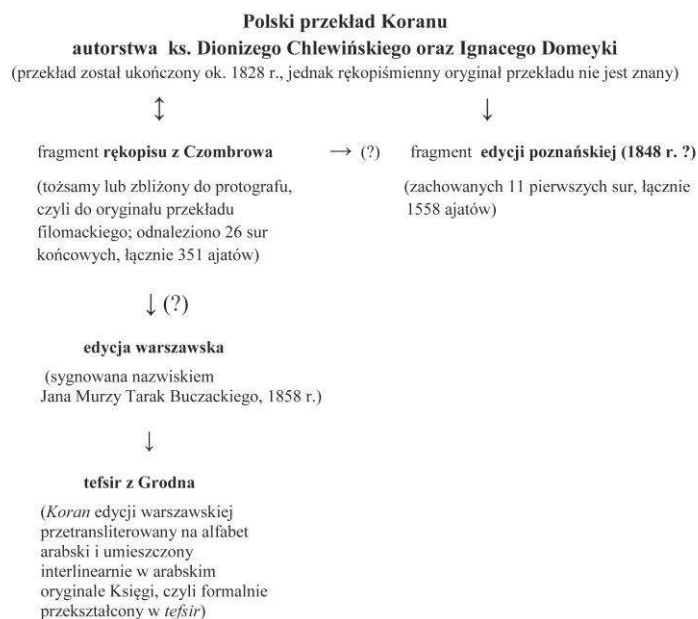 Polski przekład Koranu
autorstwa ks. Dionizego Chlewińskiego oraz Ignacego Domeyki
(przekład został ukończony ok. 1828 r., jednak rękopiśmienny oryginał przekładu nie jest znany)
↕ ↓
fragment rękopisu z Czombrowa → (?) fragment edycji poznańskiej (1848 r. ?)
(tożsamy lub zbliżony do protografu,
czyli do oryginału przekładu
filomackiego; odnaleziono 26 sur
końcowych, łącznie 351 ajatów)
(zachowanych 11 pierwszych sur, łącznie
1558 ajatów)
↓ (?)
edycja warszawska
(sygnowana nazwiskiem
Jana Murzy Tarak Buczackiego, 1858 r.)
↓
tefsir z Grodna
(Koran edycji warszawskiej
przetransliterowany na alfabet
arabski i umieszczony
interlinearnie w arabskim
oryginale Księgi, czyli formalnie
przekształcony w tefsir)